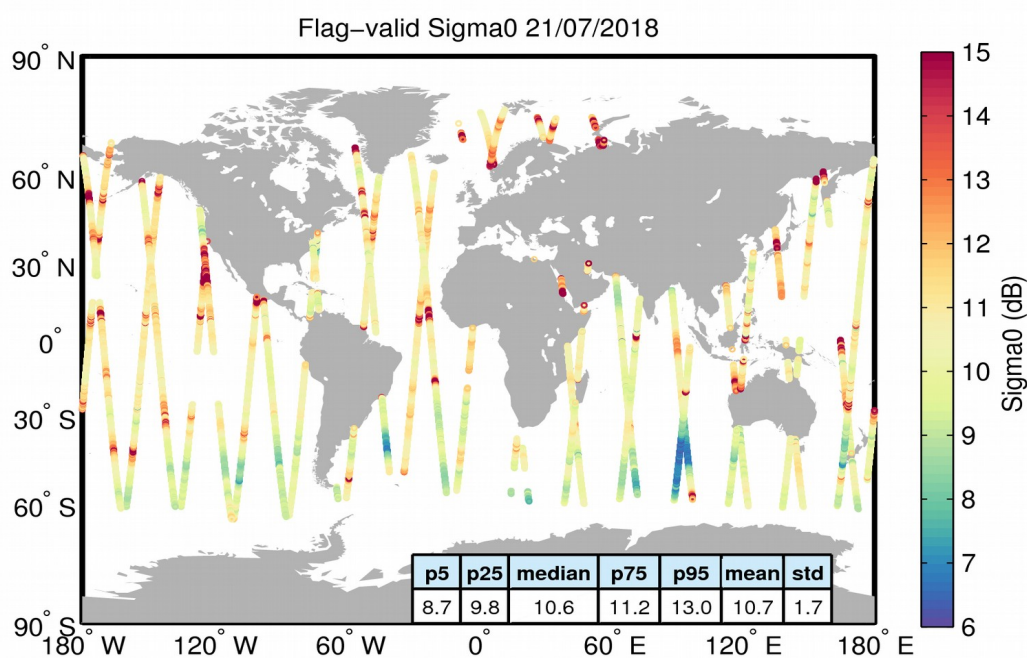 Flag−valid Sigma0 21/07/2018
90° N
60° N
30° N
0°
30° S
60° S
90° S
180° W 120° W 60° W 0° 60° E 120° E 180° E
p5 p25 median p75 p95 mean std
8.7 9.8 10.6 11.2 13.0 10.7 1.7
15
14
13
12
11
10
9
8
7
6
Sigma0 (dB)